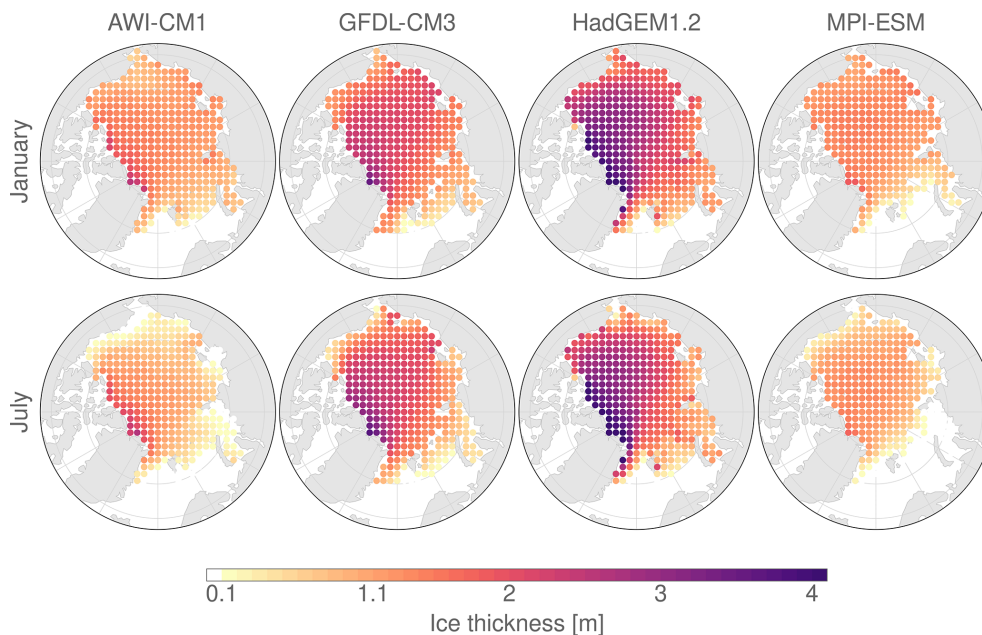 AWI-CM1 GFDL-CM3 HadGEM1.2 MPI-ESM
January
July
0.1 1.1 2 3 4
Ice thickness [m]